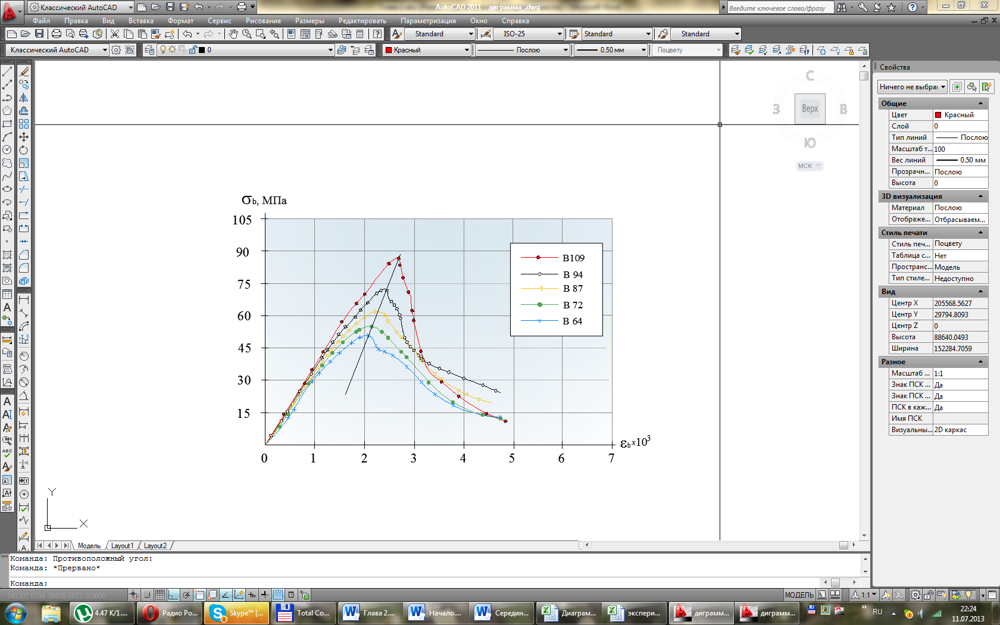 Классический AutoCAD
AutoCAD 2011 диграмма_.dwg
Введите ключевое слово/фразу
Файл Правка Вид Вставка Формат Сервис Рисование Размеры Редактировать Параметризация Окно Справка
Standard ISO-25 Standard Standard
Классический AutoCAD 0 Красный Послою 0.50 мм Поцвету
С
З Верх В
Ю
МСК
σb, МПа
105
90
75
60
45
30
15
0 1 2 3 4 5 6 7
εb×10³
B109
B 94
B 87
B 72
B 64
Y
X
Свойства
Ничего не выбран
Общие
Цвет Красный
Слой 0
Тип линий Послою
Масштаб т... 100
Вес линий 0.50 мм
Прозрачн... Послою
Высота 0
3D визуализация
Материал Послою
Отображе... Отбрасываем...
Стиль печати
Стиль печ... Поцвету
Таблица с... Нет
Пространс... Модель
Тип стиле... Недоступно
Вид
Центр X 205568.5627
Центр Y 29794.8093
Центр Z 0
Высота 88640.0493
Ширина 152284.7059
Разное
Масштаб ... 1:1
Знак ПСК ... Да
Знак ПСК ... Да
ПСК в каж... Да
Имя ПСК
Визуальны... 2D каркас
Модель Layout1 Layout2
Команда: Противоположный угол:
Команда: *Прервано*
Команда:
249301.0734, 56016.6673, 0.0000
МОДЕЛЬ 1:1
4.47 K/1.... Радио Ро... Skype™ [... Total Co... Глава 2.... Начало.... Середин... Диаграм... экспери... диграмм... диграмм...
RU
22:24
11.07.2013